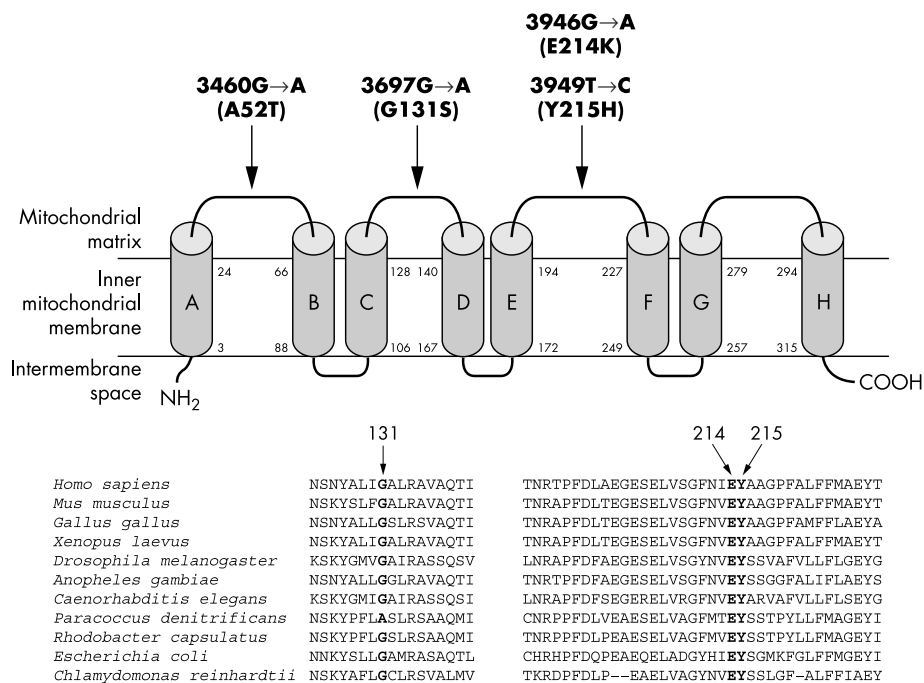 3946G→A
(E214K)
3460G→A
(A52T)
3697G→A
(G131S)
3949T→C
(Y215H)
Mitochondrial
matrix
Inner
mitochondrial
membrane
Intermembrane
space
24 66 128 140 194 227 279 294
A B C D E F G H
3 88 106 167 172 249 257 315
NH2
COOH
131 214 215
Homo sapiens NSNYALIGALRAVAQTI TNRTPFDLAEGESELVSGFNIEYAAGPFALFFMAEYT
Mus musculus NSKYSLFGALRAVAQTI TNRAPFDLTEGESELVSGFNVEYAAGPFALFFMAEYT
Gallus gallus NSNYALLGSLRSVAQTI TNRAPFDLTEGESELVSGFNVEYAAGPFAMFFLAEYA
Xenopus laevus NSKYALIGALRAVAQTI TNRAPFDLTEGESELVSGFNVEYAAGPFALFFMAEYT
Drosophila melanogaster KSKYGMVGAIRASSQSV LNRAPFDFAEGESELVSGYNVEYSSVAFVLLFLGEYG
Anopheles gambiae NSNYALLGGLRAVAQTI TNRTPFDFAEGESELVSGFNVEYSSGGFALIFLAEYS
Caenorhabditis elegans KSKYGMIGAIRASSQSI LNRAPFDFSEGERELVRGFNVEYARVAFVLLFLSEYG
Paracoccus denitrificans NSKYPFLASLRSAAQMI CNRPPFDLVEAESELVAGFMTEYSSTPYLLFMAGEYI
Rhodobacter capsulatus NSKYPFLGSLRSAAQMI TNRPPFDLPEAESELVAGFMVEYSSTPYLLFMAGEYI
Escherichia coli NNKYSLLGAMRASAQTL CHRHPFDQPEAEQELADGYHIEYSGMKFGLFMGEYI
Chlamydomonas reinhardtii NSKYAFLGCLRSVALMV TKRDPFDLP--EAELVAGYNVEYSSLGF-ALFFIAEY